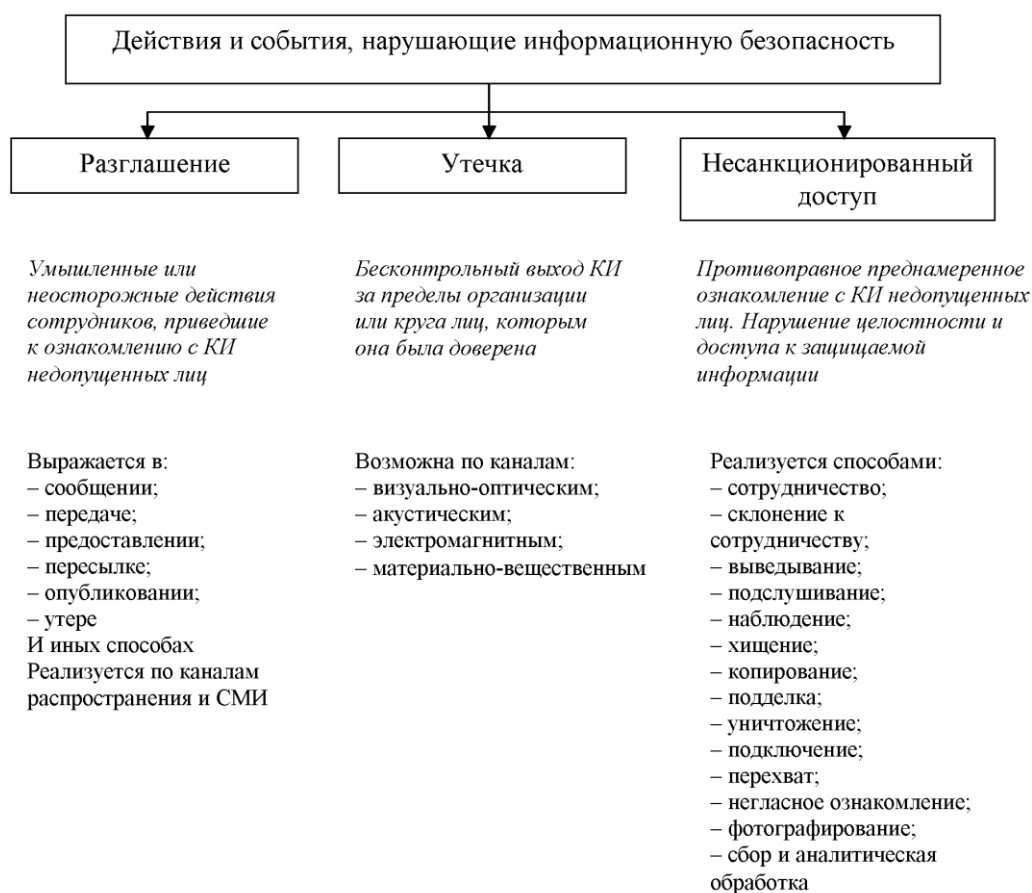 Действия и события, нарушающие информационную безопасность
Разглашение
Утечка
Несанкционированный
доступ
Умышленные или
неосторожные действия
сотрудников, приведшие
к ознакомлению с КИ
недопущенных лиц
Бесконтрольный выход КИ
за пределы организации
или круга лиц, которым
она была доверена
Противоправное преднамеренное
ознакомление с КИ недопущенных
лиц. Нарушение целостности и
доступа к защищаемой
информации
Выражается в:
– сообщении;
– передаче;
– предоставлении;
– пересылке;
– опубликовании;
– утере
И иных способах
Реализуется по каналам
распространения и СМИ
Возможна по каналам:
– визуально-оптическим;
– акустическим;
– электромагнитным;
– материально-вещественным
Реализуется способами:
– сотрудничество;
– склонение к
сотрудничеству;
– выведывание;
– подслушивание;
– наблюдение;
– хищение;
– копирование;
– подделка;
– уничтожение;
– подключение;
– перехват;
– негласное ознакомление;
– фотографирование;
– сбор и аналитическая
обработка